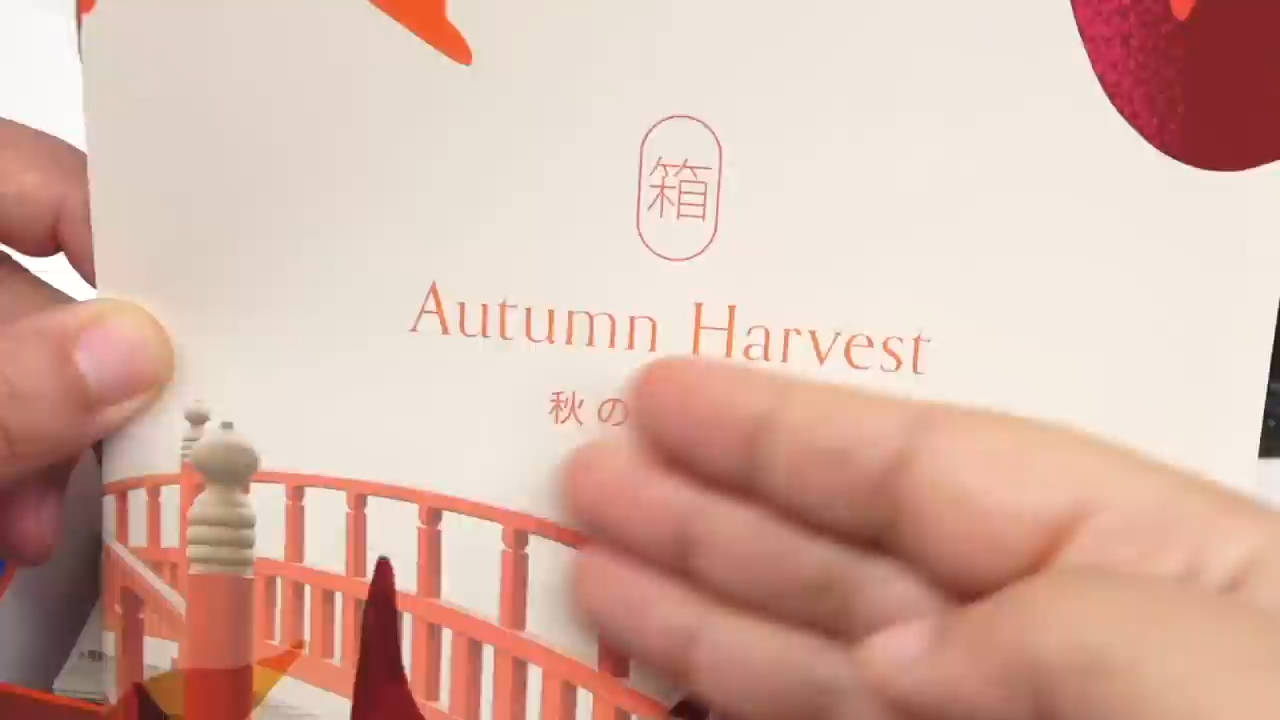 箱
Autumn Harvest
秋の